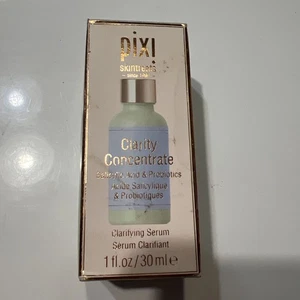 pixi
skintreats
Clarity
Concentrate
Salicylic Acid & Probiotics
Acide Salicylique
& Probiotiques
Clarifying Serum
Sérum Clarifiant
1 fl.oz/30 ml e